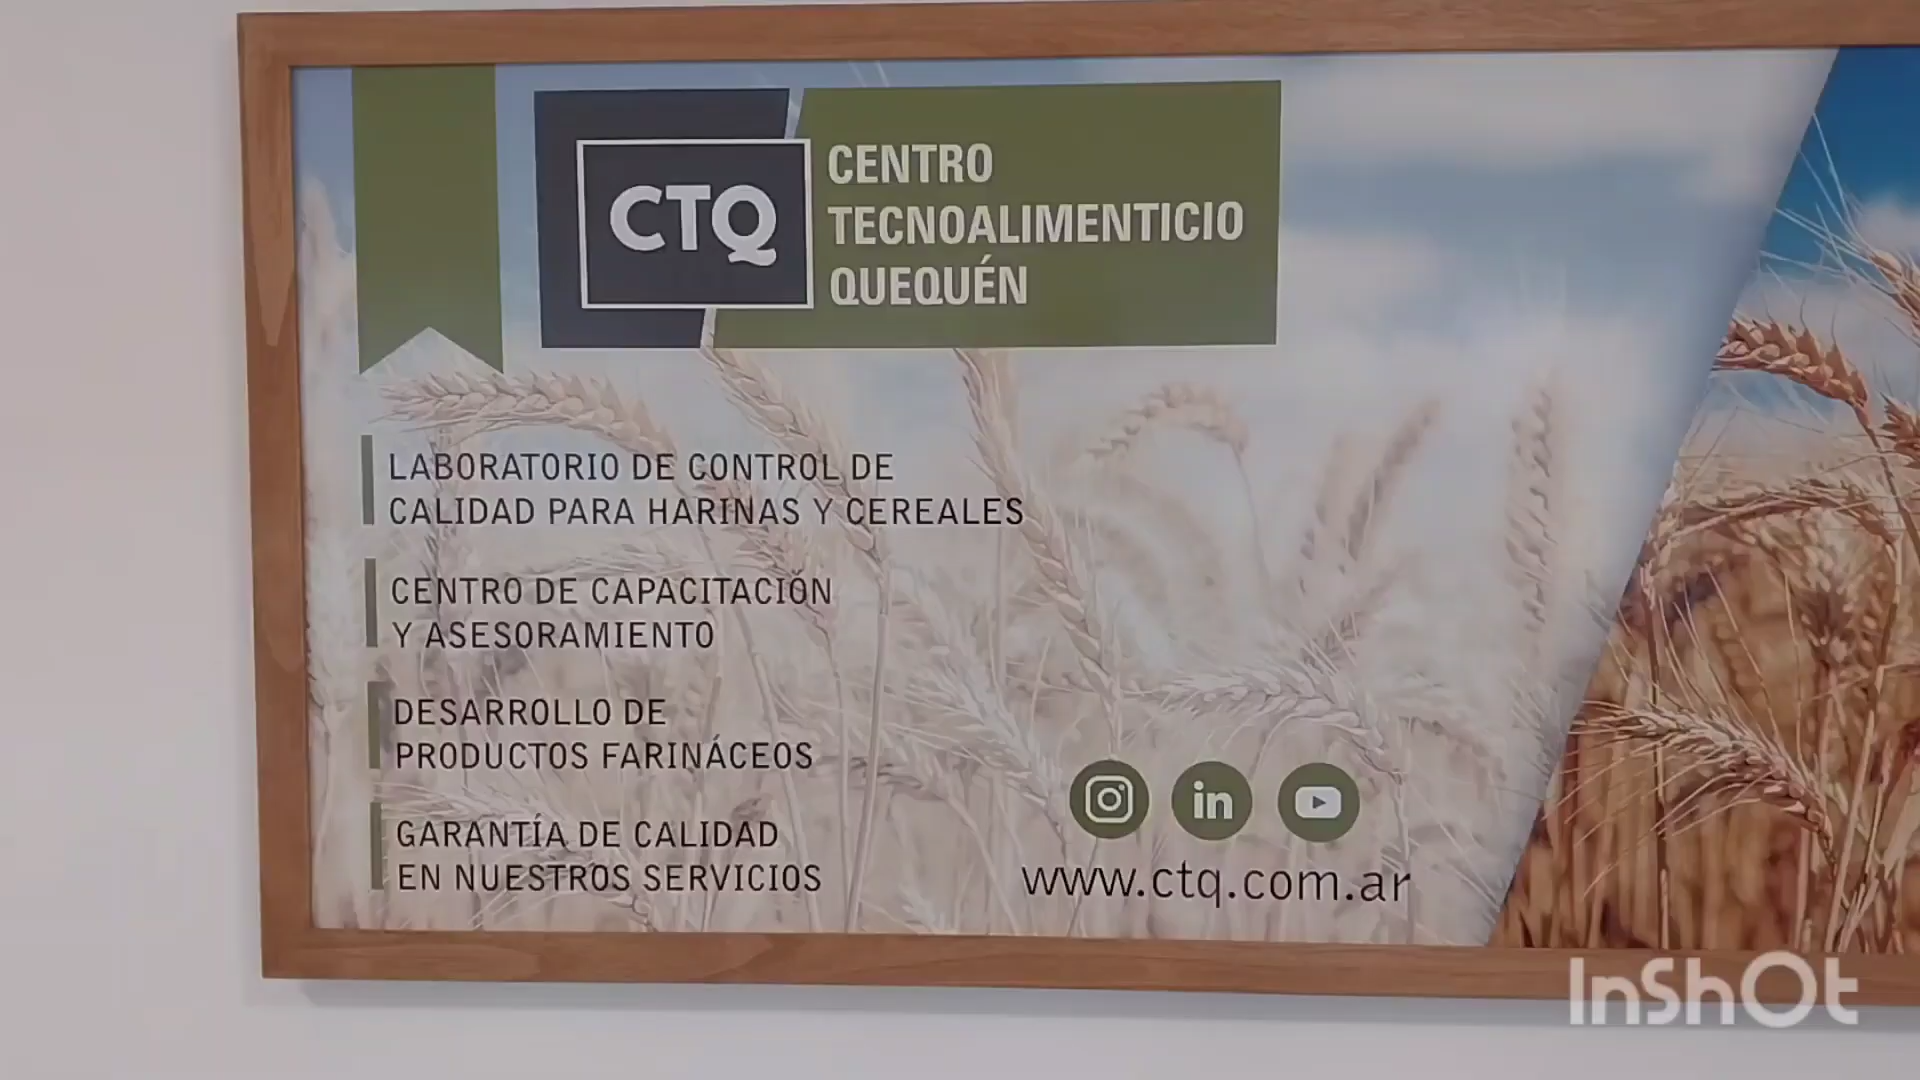 CTQ
CENTRO
TECNOALIMENTICIO
QUEQUÉN
LABORATORIO DE CONTROL DE
CALIDAD PARA HARINAS Y CEREALES
CENTRO DE CAPACITACIÓN
Y ASESORAMIENTO
DESARROLLO DE
PRODUCTOS FARINÁCEOS
GARANTÍA DE CALIDAD
EN NUESTROS SERVICIOS
in
www.ctq.com.ar
InShOt